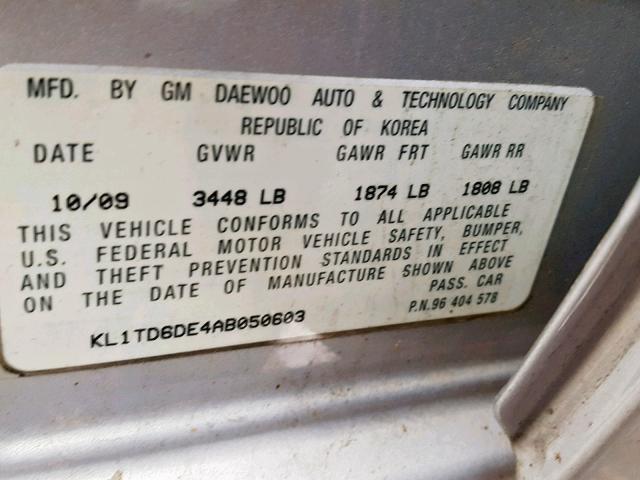 MFD. BY GM DAEWOO AUTO & TECHNOLOGY COMPANY
REPUBLIC OF KOREA
DATE GVWR GAWR FRT GAWR RR
10/09 3448 LB 1874 LB 1808 LB
THIS VEHICLE CONFORMS TO ALL APPLICABLE
U.S. FEDERAL MOTOR VEHICLE SAFETY, BUMPER,
AND THEFT PREVENTION STANDARDS IN EFFECT
ON THE DATE OF MANUFACTURE SHOWN ABOVE
PASS. CAR
KL1TD6DE4AB050603 P.N.96 404 578